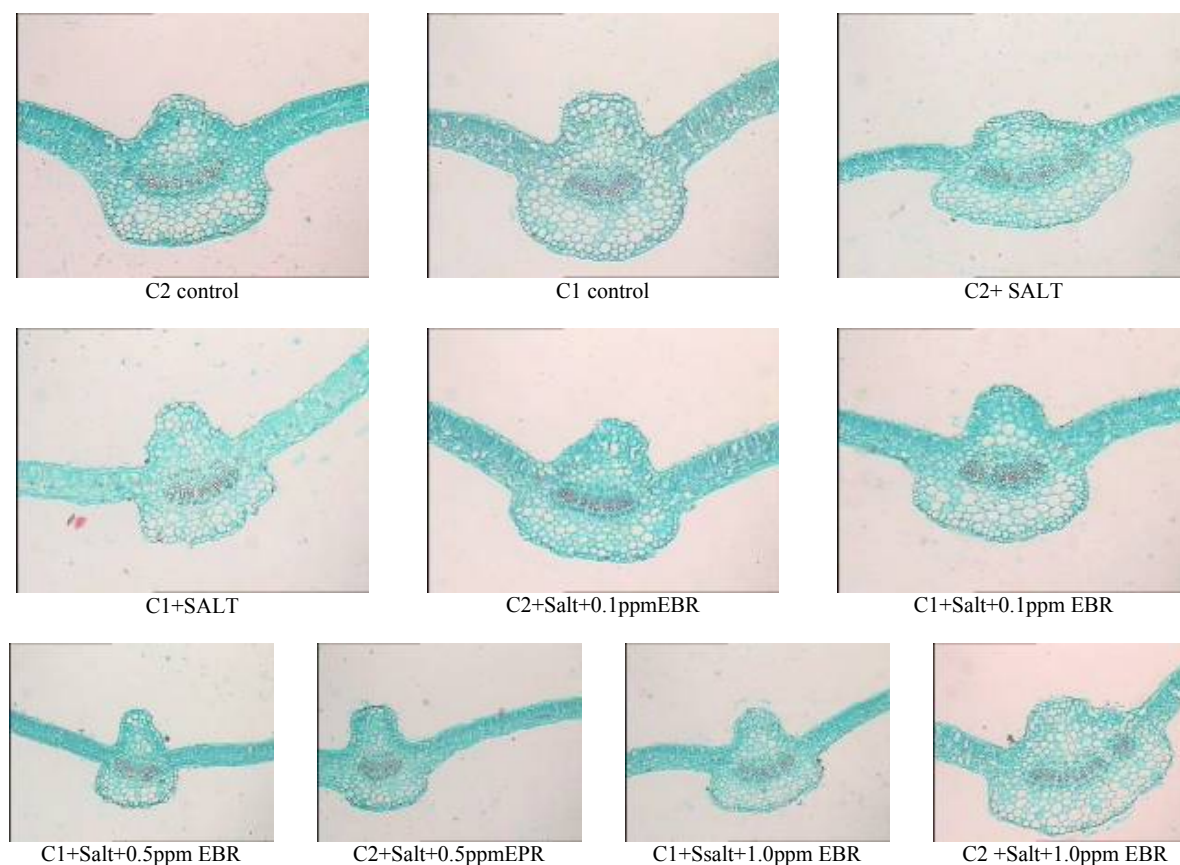 C2 control
C1 control
C2+ SALT
C1+SALT
C2+Salt+0.1ppmEBR
C1+Salt+0.1ppm EBR
C1+Salt+0.5ppm EBR
C2+Salt+0.5ppmEPR
C1+Ssalt+1.0ppm EBR
C2 +Salt+1.0ppm EBR